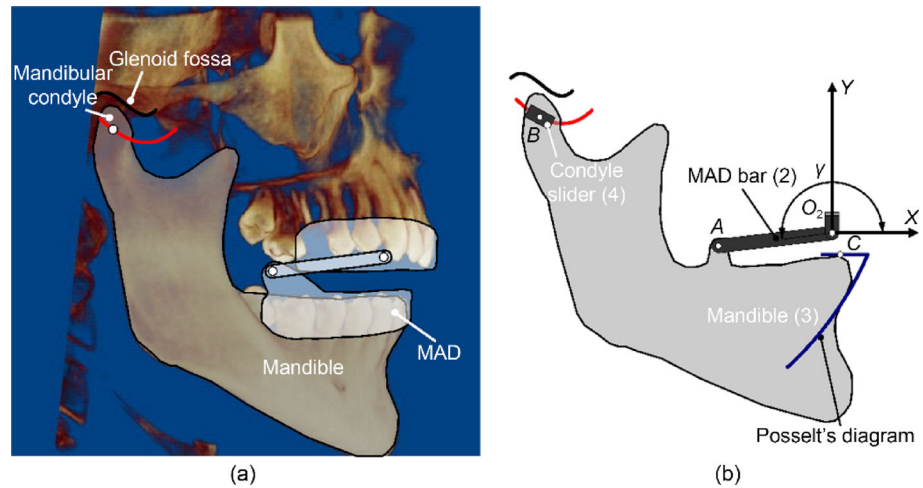 Glenoid fossa
Mandibular
condyle
MAD
Mandible
(a)
Y
B
Condyle
slider (4)
MAD bar (2)
γ
O2
X
A
C
Mandible (3)
Posselt's diagram
(b)